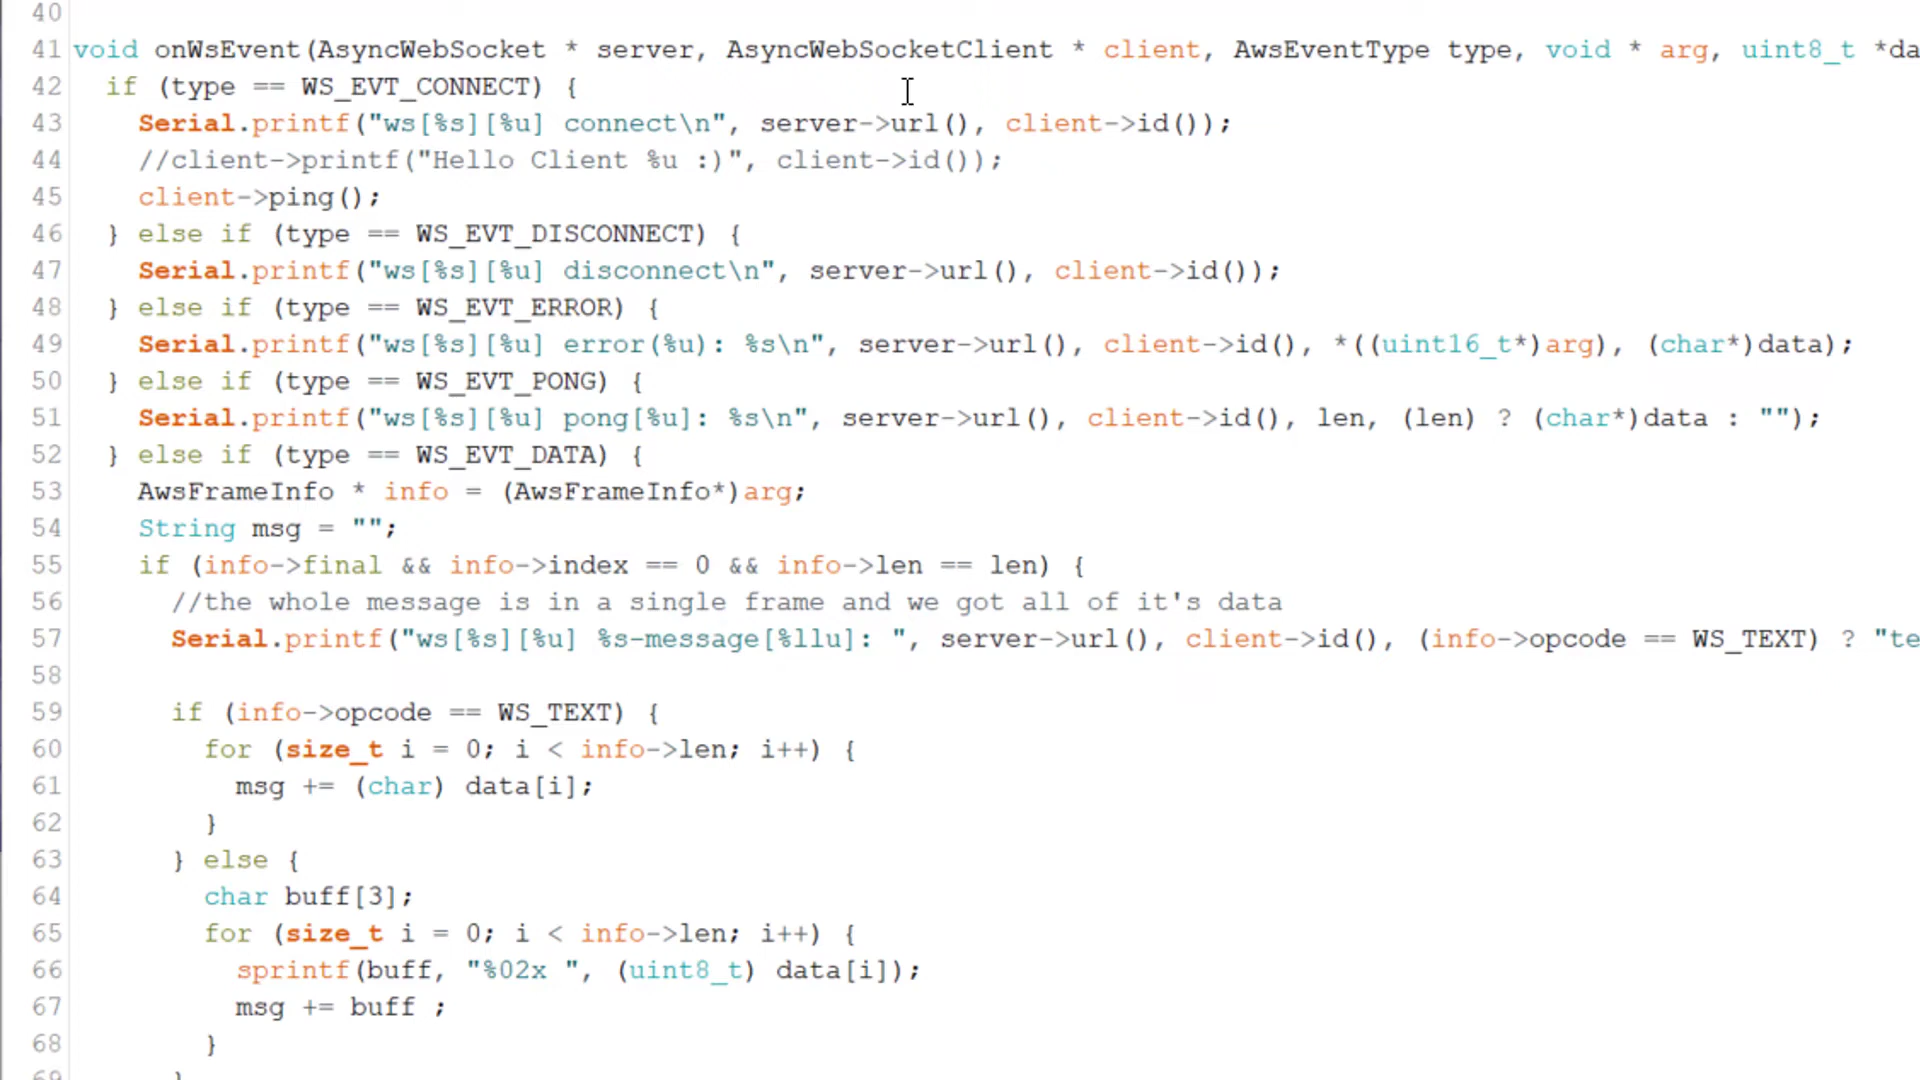 40
41 void onWsEvent(AsyncWebSocket * server, AsyncWebSocketClient * client, AwsEventType type, void * arg, uint8_t *da
42   if (type == WS_EVT_CONNECT) {
43     Serial.printf("ws[%s][%u] connect\n", server->url(), client->id());
44     //client->printf("Hello Client %u :)", client->id());
45     client->ping();
46   } else if (type == WS_EVT_DISCONNECT) {
47     Serial.printf("ws[%s][%u] disconnect\n", server->url(), client->id());
48   } else if (type == WS_EVT_ERROR) {
49     Serial.printf("ws[%s][%u] error(%u): %s\n", server->url(), client->id(), *((uint16_t*)arg), (char*)data);
50   } else if (type == WS_EVT_PONG) {
51     Serial.printf("ws[%s][%u] pong[%u]: %s\n", server->url(), client->id(), len, (len) ? (char*)data : "");
52   } else if (type == WS_EVT_DATA) {
53     AwsFrameInfo * info = (AwsFrameInfo*)arg;
54     String msg = "";
55     if (info->final && info->index == 0 && info->len == len) {
56       //the whole message is in a single frame and we got all of it's data
57       Serial.printf("ws[%s][%u] %s-message[%llu]: ", server->url(), client->id(), (info->opcode == WS_TEXT) ? "te
58
59       if (info->opcode == WS_TEXT) {
60         for (size_t i = 0; i < info->len; i++) {
61           msg += (char) data[i];
62         }
63       } else {
64         char buff[3];
65         for (size_t i = 0; i < info->len; i++) {
66           sprintf(buff, "%02x ", (uint8_t) data[i]);
67           msg += buff ;
68         }
69       }